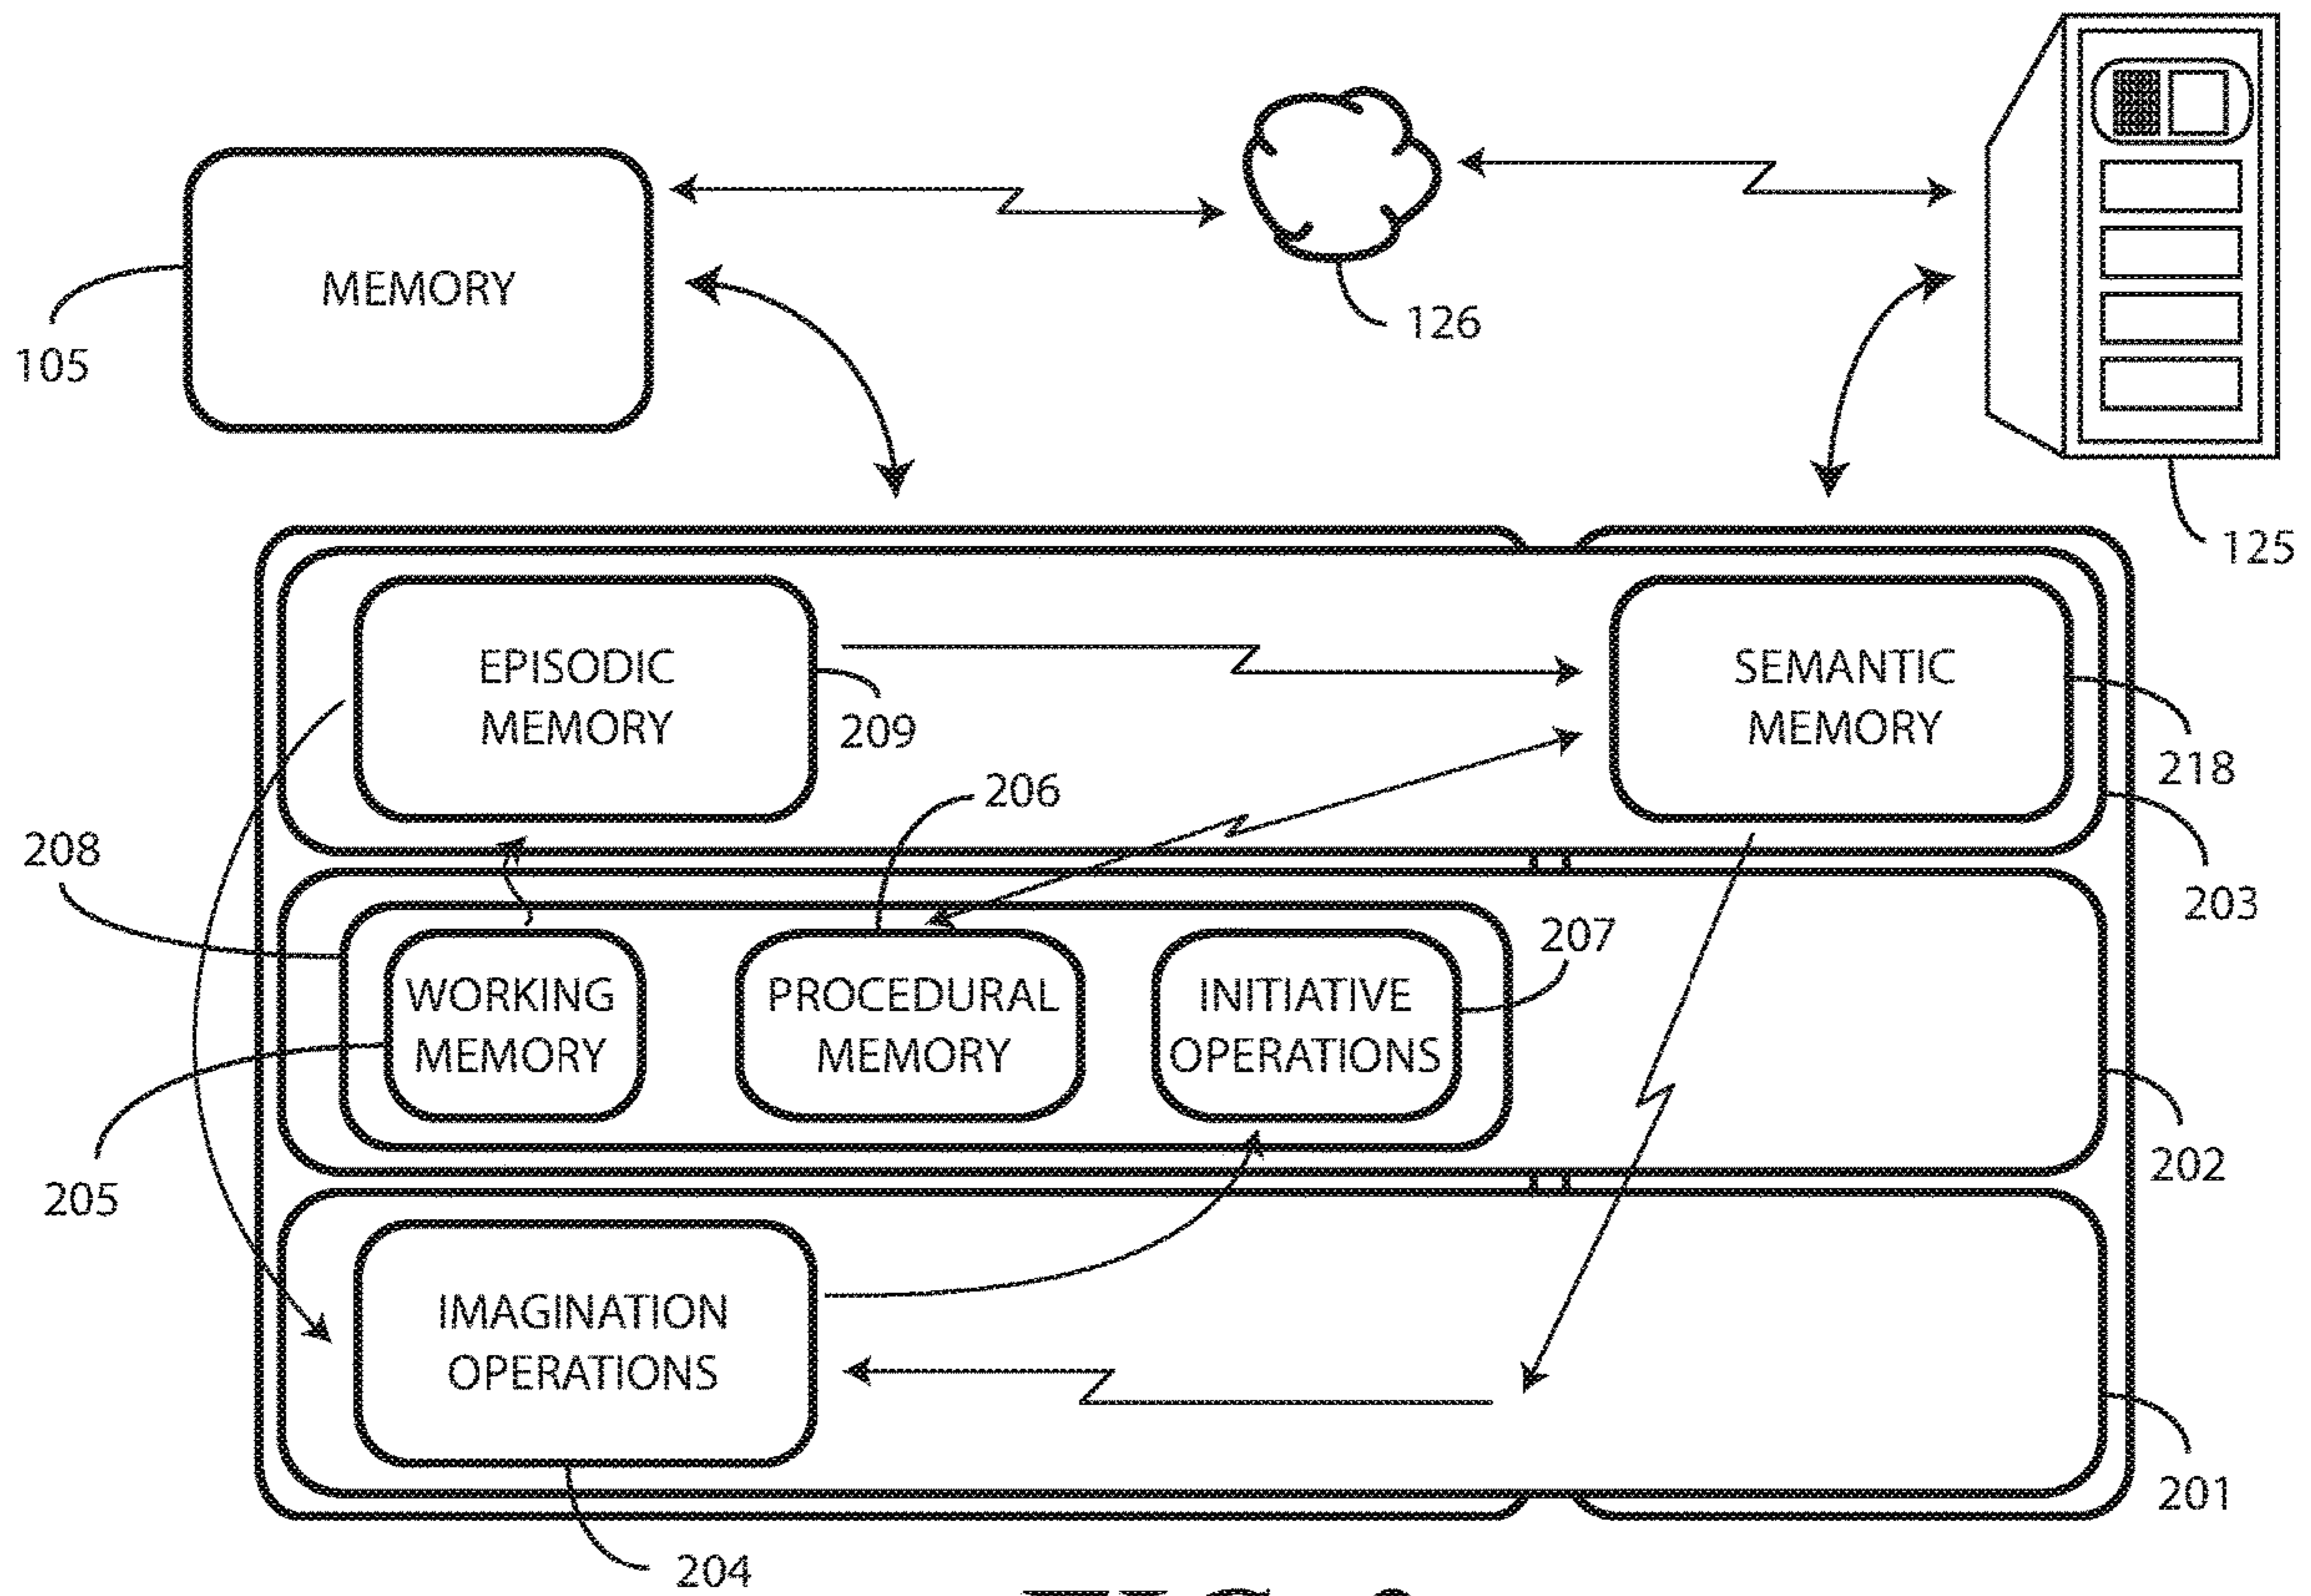 MEMORY
105
126
125
EPISODIC
MEMORY
209
SEMANTIC
MEMORY
218
206
208
203
207
WORKING
MEMORY
PROCEDURAL
MEMORY
INITIATIVE
OPERATIONS
205
202
IMAGINATION
OPERATIONS
201
204